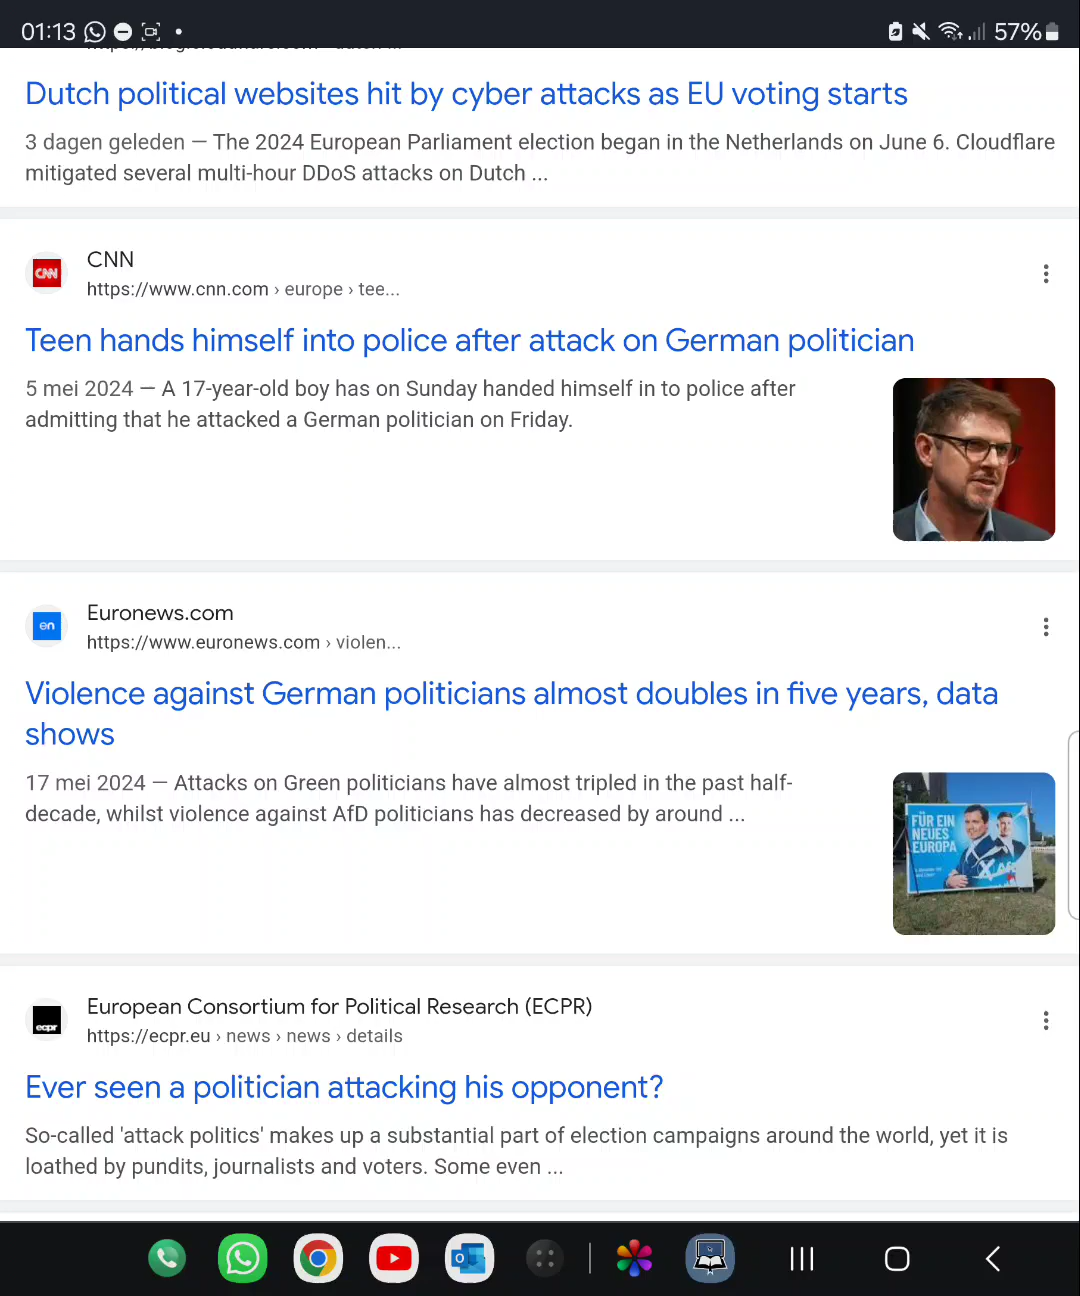 01:13
57%
Dutch political websites hit by cyber attacks as EU voting starts
3 dagen geleden — The 2024 European Parliament election began in the Netherlands on June 6. Cloudflare
mitigated several multi-hour DDoS attacks on Dutch ...
CNN
CNN
https://www.cnn.com › europe › tee...
Teen hands himself into police after attack on German politician
5 mei 2024 — A 17-year-old boy has on Sunday handed himself in to police after
admitting that he attacked a German politician on Friday.
en
Euronews.com
https://www.euronews.com › violen...
Violence against German politicians almost doubles in five years, data
shows
17 mei 2024 — Attacks on Green politicians have almost tripled in the past half-
decade, whilst violence against AfD politicians has decreased by around ...
FÜR EIN
NEUES
EUROPA
AfD
ecpr
European Consortium for Political Research (ECPR)
https://ecpr.eu › news › news › details
Ever seen a politician attacking his opponent?
So-called 'attack politics' makes up a substantial part of election campaigns around the world, yet it is
loathed by pundits, journalists and voters. Some even ...